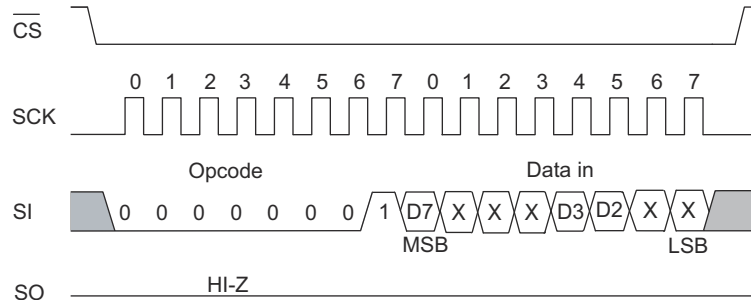 CS
0 1 2 3 4 5 6 7 0 1 2 3 4 5 6 7
SCK
Opcode Data in
SI 0 0 0 0 0 0 0 1 D7 X X X D3 D2 X X
MSB LSB
HI-Z
SO